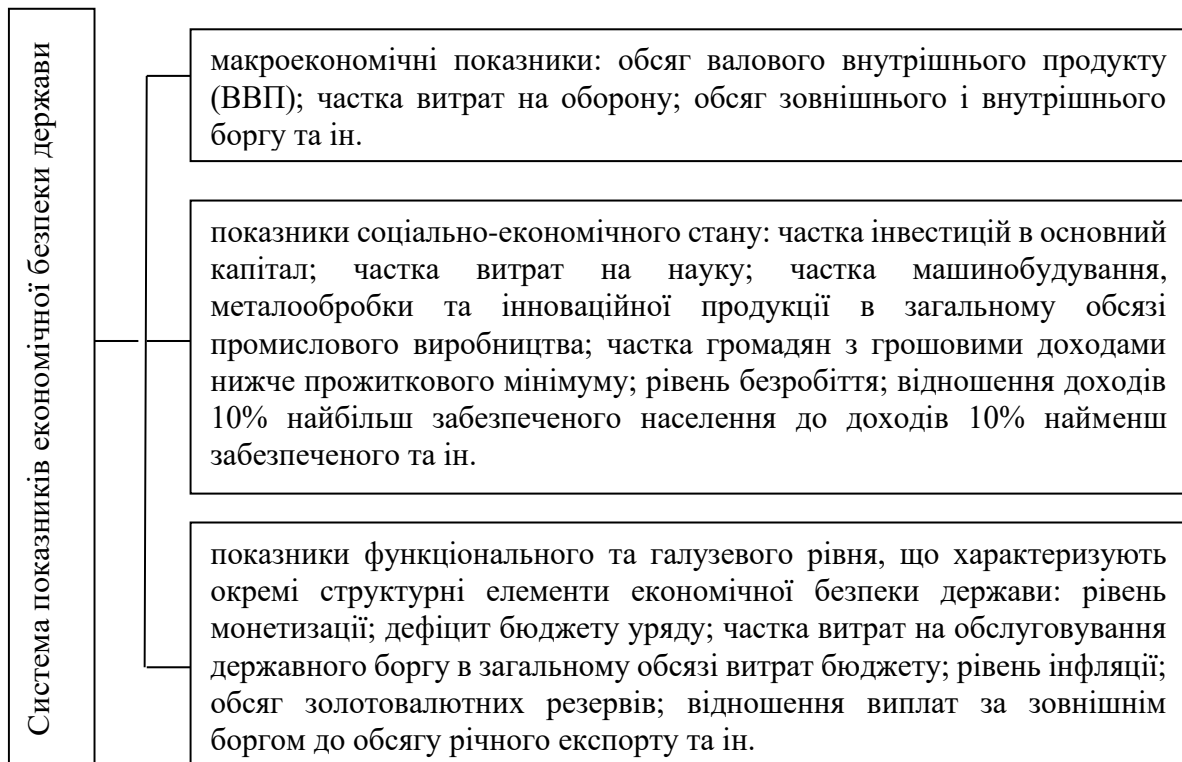 Система показників економічної безпеки держави
макроекономічні показники: обсяг валового внутрішнього продукту
(ВВП); частка витрат на оборону; обсяг зовнішнього і внутрішнього
боргу та ін.
показники соціально-економічного стану: частка інвестицій в основний
капітал; частка витрат на науку; частка машинобудування,
металообробки та інноваційної продукції в загальному обсязі
промислового виробництва; частка громадян з грошовими доходами
нижче прожиткового мінімуму; рівень безробіття; відношення доходів
10% найбільш забезпеченого населення до доходів 10% найменш
забезпеченого та ін.
показники функціонального та галузевого рівня, що характеризують
окремі структурні елементи економічної безпеки держави: рівень
монетизації; дефіцит бюджету уряду; частка витрат на обслуговування
державного боргу в загальному обсязі витрат бюджету; рівень інфляції;
обсяг золотовалютних резервів; відношення виплат за зовнішнім
боргом до обсягу річного експорту та ін.